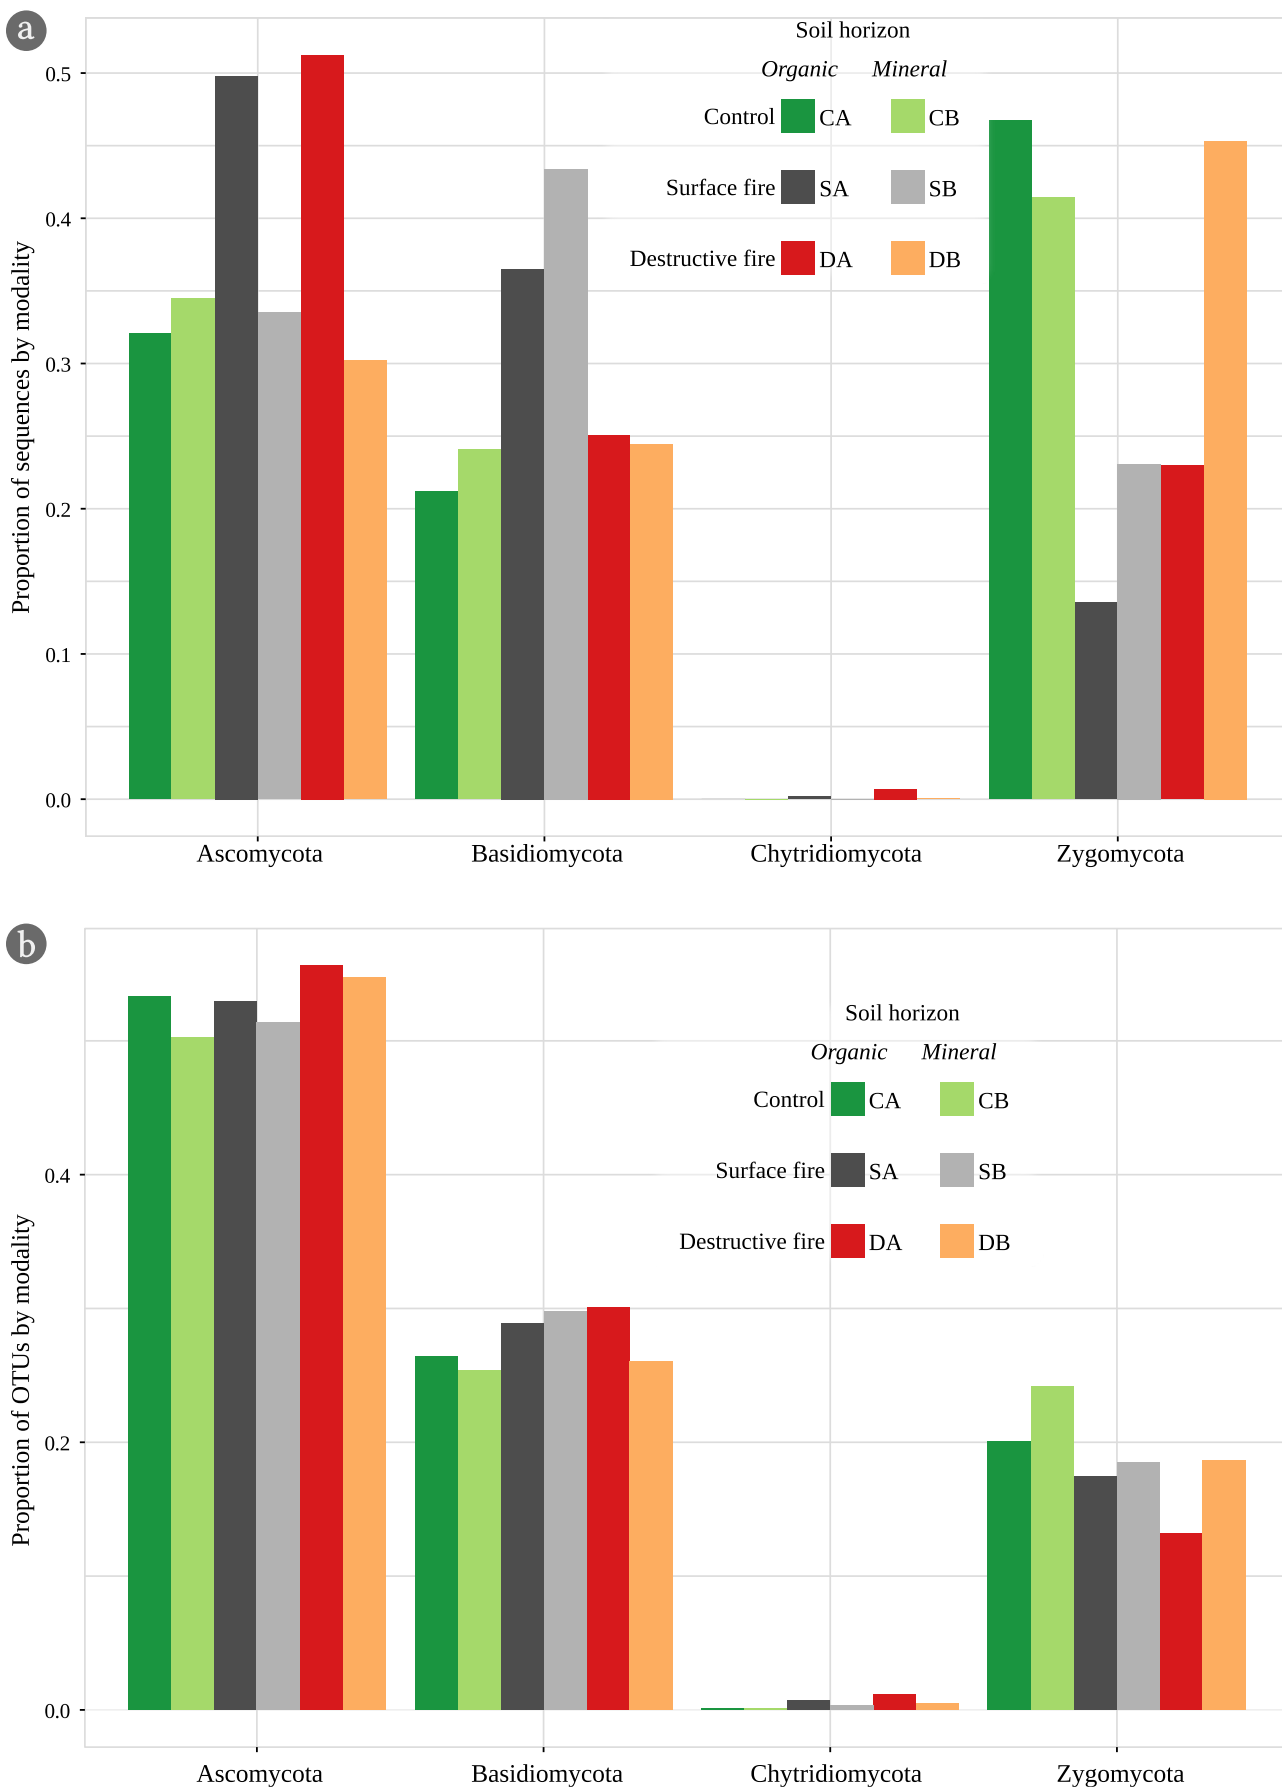 a
Soil horizon
Organic Mineral
Control CA CB
Surface fire SA SB
Destructive fire DA DB
Proportion of sequences by modality
0.5
0.4
0.3
0.2
0.1
0.0
Ascomycota Basidiomycota Chytridiomycota Zygomycota
b
Soil horizon
Organic Mineral
Control CA CB
Surface fire SA SB
Destructive fire DA DB
Proportion of OTUs by modality
0.4
0.2
0.0
Ascomycota Basidiomycota Chytridiomycota Zygomycota